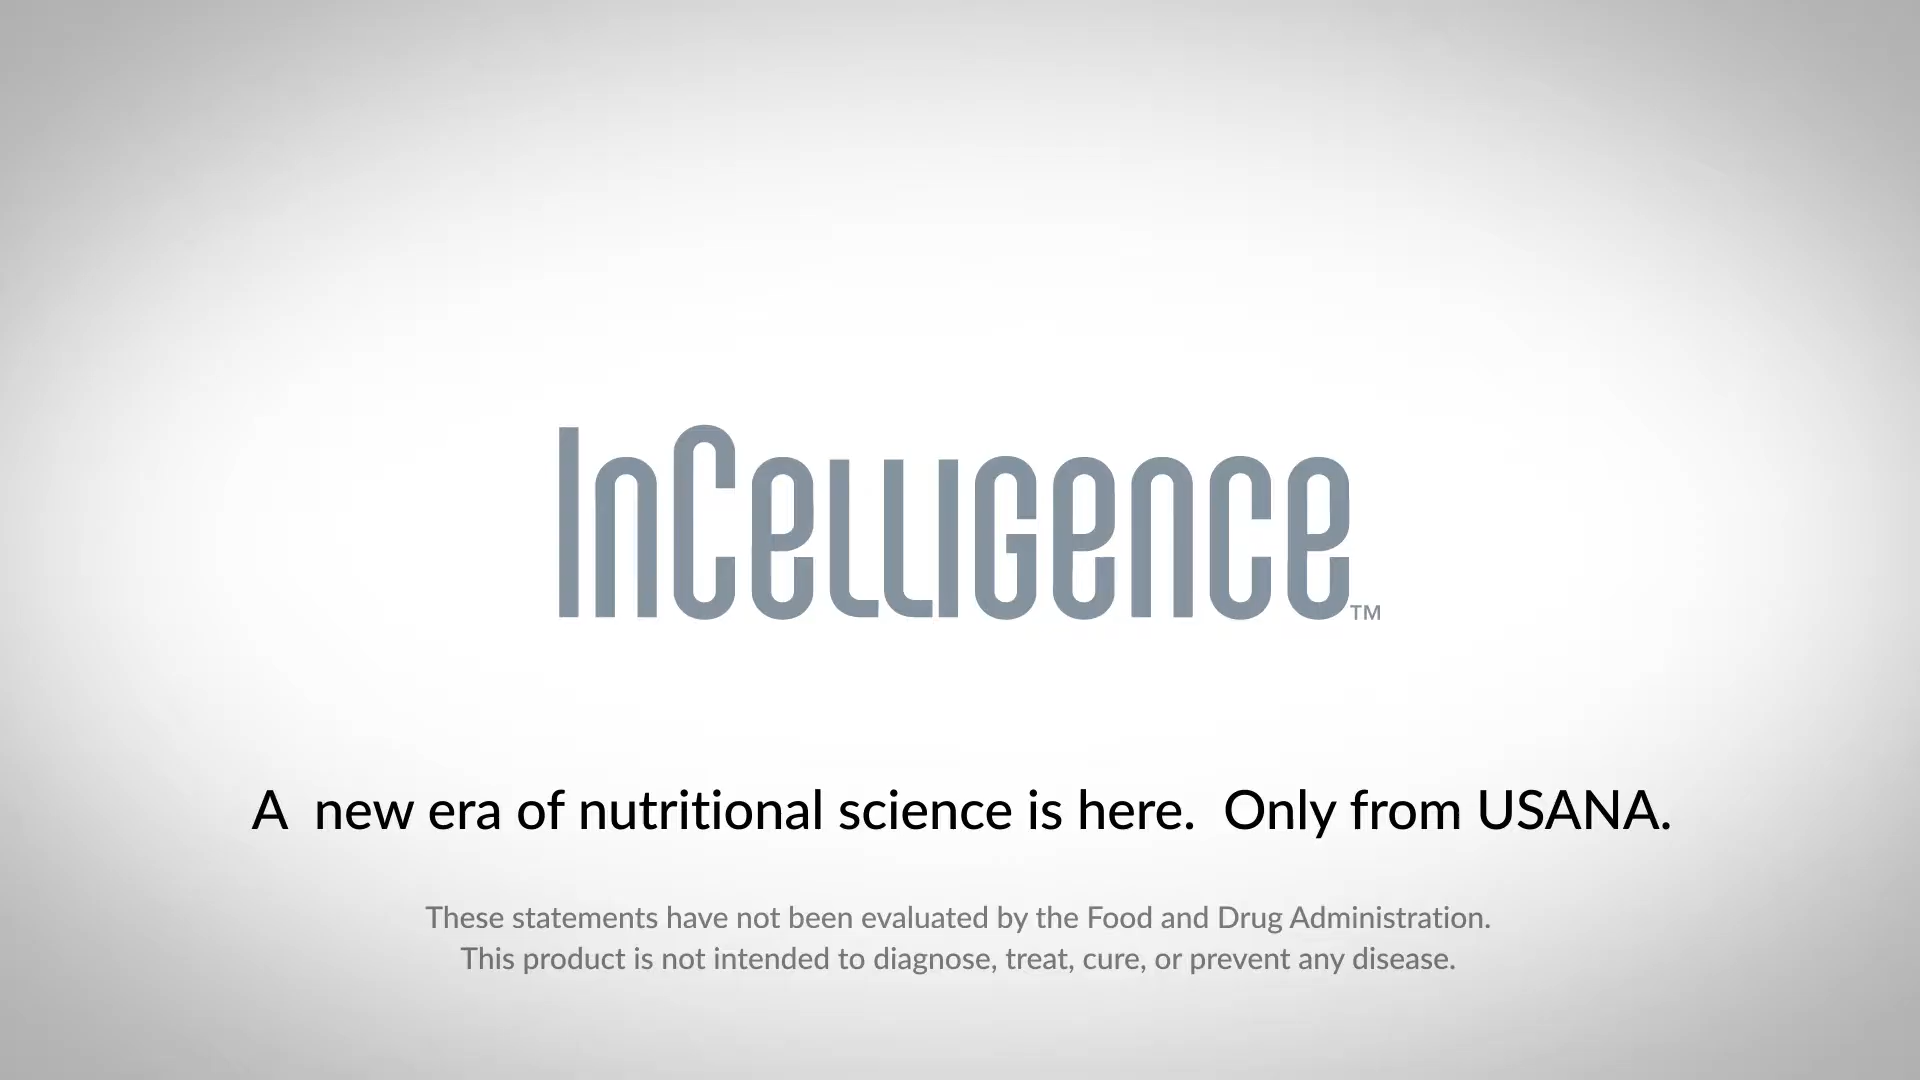 InCelligence™
A  new era of nutritional science is here.  Only from USANA.
These statements have not been evaluated by the Food and Drug Administration.
This product is not intended to diagnose, treat, cure, or prevent any disease.